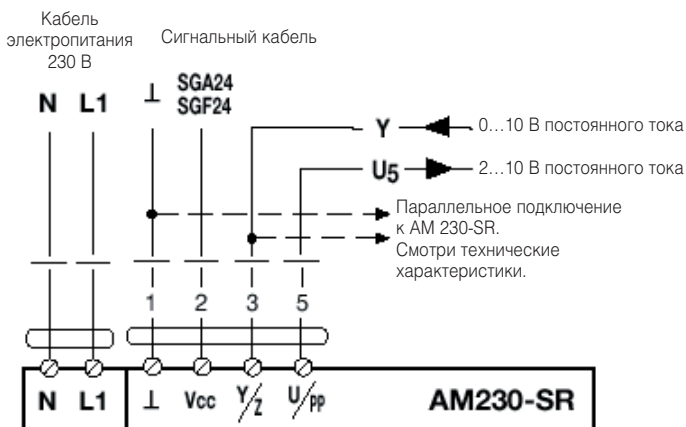 Кабель
электропитания
230 В
Сигнальный кабель
N L1 ⊥ SGA24
SGF24
Y 0...10 В постоянного тока
U5 2...10 В постоянного тока
Параллельное подключение
к AM 230-SR.
Смотри технические
характеристики.
1 2 3 5
N L1 ⊥ Vcc Y/Z U/PP AM230-SR